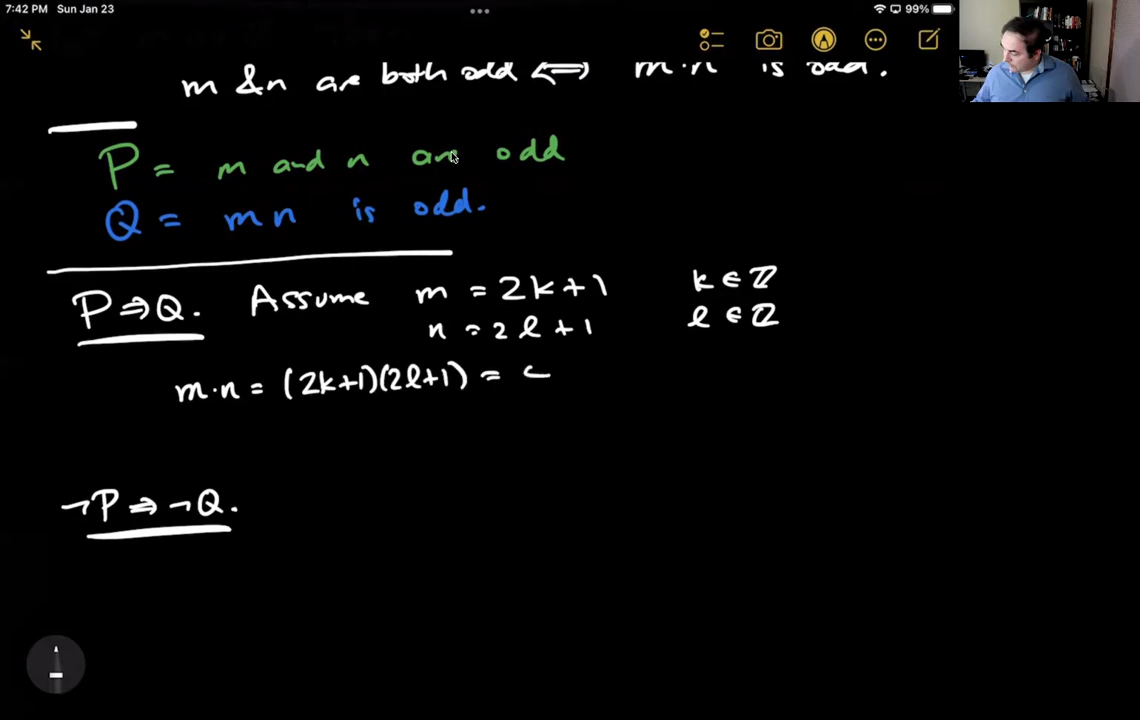 7:42 PM Sun Jan 23
99%
m & n are both odd ⟺ m·n is odd.
P = m and n are odd
Q = mn is odd.
P ⇒ Q. Assume m = 2k+1 k ∈ ℤ
n = 2ℓ+1 ℓ ∈ ℤ
m·n = (2k+1)(2ℓ+1) =
¬P ⇒ ¬Q.